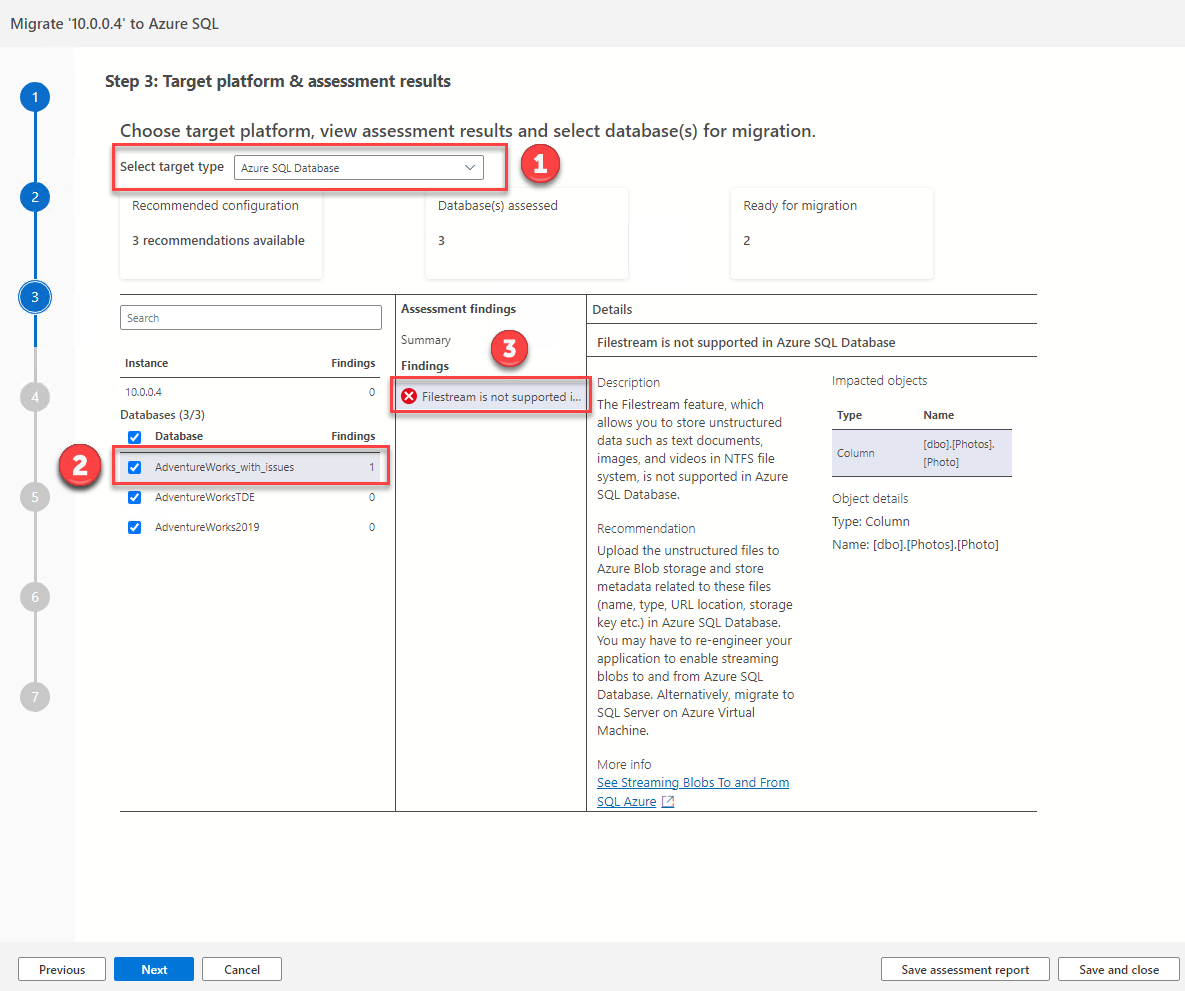 Migrate '10.0.0.4' to Azure SQL
1
2
3
4
5
6
7
Step 3: Target platform & assessment results
Choose target platform, view assessment results and select database(s) for migration.
Select target type
Azure SQL Database
1
Recommended configuration
3 recommendations available
Database(s) assessed
3
Ready for migration
2
Search
Instance Findings
10.0.0.4 0
Databases (3/3)
Database Findings
2
AdventureWorks_with_issues 1
AdventureWorksTDE 0
AdventureWorks2019 0
Assessment findings
Summary
3
Findings
Filestream is not supported i...
Details
Filestream is not supported in Azure SQL Database
Description
The Filestream feature, which
allows you to store unstructured
data such as text documents,
images, and videos in NTFS file
system, is not supported in Azure
SQL Database.
Recommendation
Upload the unstructured files to
Azure Blob storage and store
metadata related to these files
(name, type, URL location, storage
key etc.) in Azure SQL Database.
You may have to re-engineer your
application to enable streaming
blobs to and from Azure SQL
Database. Alternatively, migrate to
SQL Server on Azure Virtual
Machine.
More info
See Streaming Blobs To and From
SQL Azure
Impacted objects
Type Name
Column [dbo].[Photos].
[Photo]
Object details
Type: Column
Name: [dbo].[Photos].[Photo]
Previous
Next
Cancel
Save assessment report
Save and close